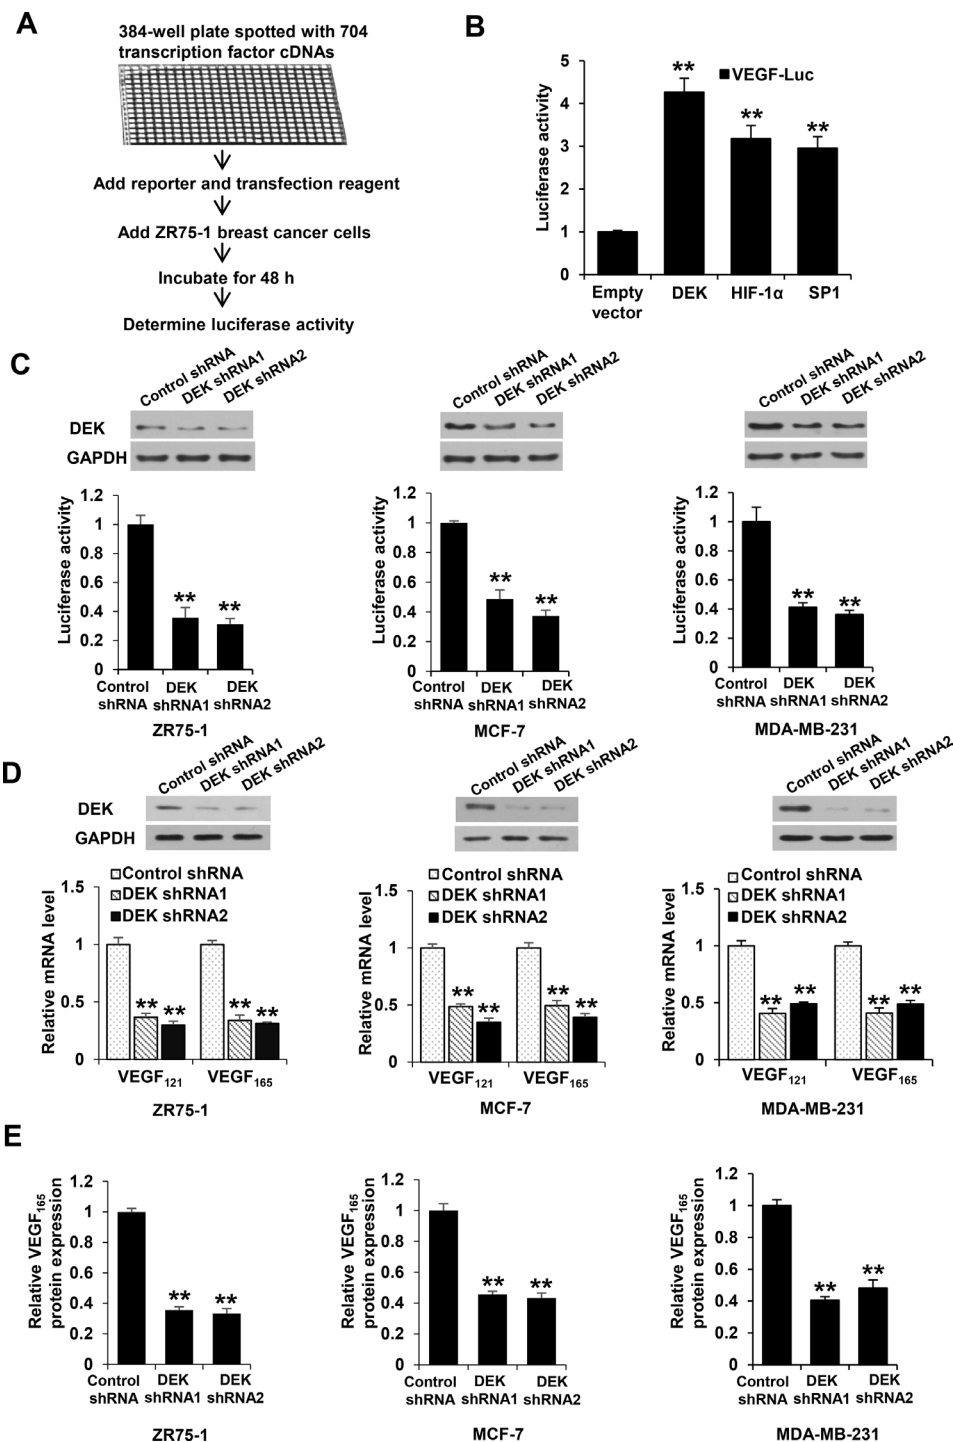 A
384-well plate spotted with 704
transcription factor cDNAs
Add reporter and transfection reagent
Add ZR75-1 breast cancer cells
Incubate for 48 h
Determine luciferase activity
B
Luciferase activity
5
4
3
2
1
0
VEGF-Luc
**
**
**
Empty
vector
DEK
HIF-1α
SP1
C
Control shRNA
DEK shRNA1
DEK shRNA2
DEK
GAPDH
Control shRNA
DEK shRNA1
DEK shRNA2
Control shRNA
DEK shRNA1
DEK shRNA2
Luciferase activity
1.2
1
0.8
0.6
0.4
0.2
0
**
**
Control
shRNA
DEK
shRNA1
DEK
shRNA2
ZR75-1
Luciferase activity
1.2
1
0.8
0.6
0.4
0.2
0
**
**
Control
shRNA
DEK
shRNA1
DEK
shRNA2
MCF-7
Luciferase activity
1.2
1
0.8
0.6
0.4
0.2
0
**
**
Control
shRNA
DEK
shRNA1
DEK
shRNA2
MDA-MB-231
D
Control shRNA
DEK shRNA1
DEK shRNA2
DEK
GAPDH
Control shRNA
DEK shRNA1
DEK shRNA2
Control shRNA
DEK shRNA1
DEK shRNA2
Relative mRNA level
1.5
1
0.5
0
Control shRNA
DEK shRNA1
DEK shRNA2
**
**
**
**
VEGF121
VEGF165
ZR75-1
Relative mRNA level
1.5
1
0.5
0
Control shRNA
DEK shRNA1
DEK shRNA2
**
**
**
**
VEGF121
VEGF165
MCF-7
Relative mRNA level
1.5
1
0.5
0
Control shRNA
DEK shRNA1
DEK shRNA2
**
**
**
**
VEGF121
VEGF165
MDA-MB-231
E
Relative VEGF165
protein expression
1.2
1
0.8
0.6
0.4
0.2
0
**
**
Control
shRNA
DEK
shRNA1
DEK
shRNA2
ZR75-1
Relative VEGF165
protein expression
1.2
1
0.8
0.6
0.4
0.2
0
**
**
Control
shRNA
DEK
shRNA1
DEK
shRNA2
MCF-7
Relative VEGF165
protein expression
1.2
1
0.8
0.6
0.4
0.2
0
**
**
Control
shRNA
DEK
shRNA1
DEK
shRNA2
MDA-MB-231